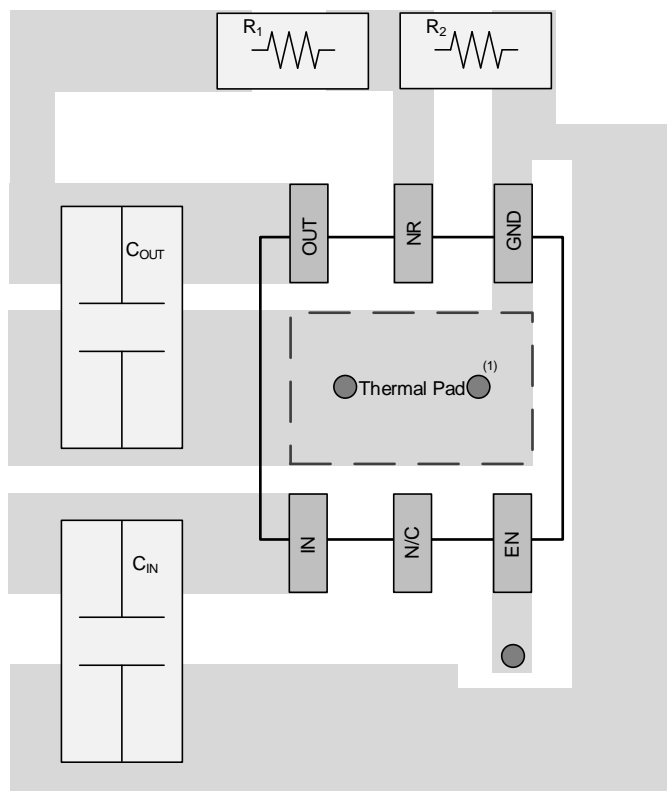 R1
R2
OUT
NR
GND
COUT
(1)
Thermal Pad
IN
N/C
EN
CIN